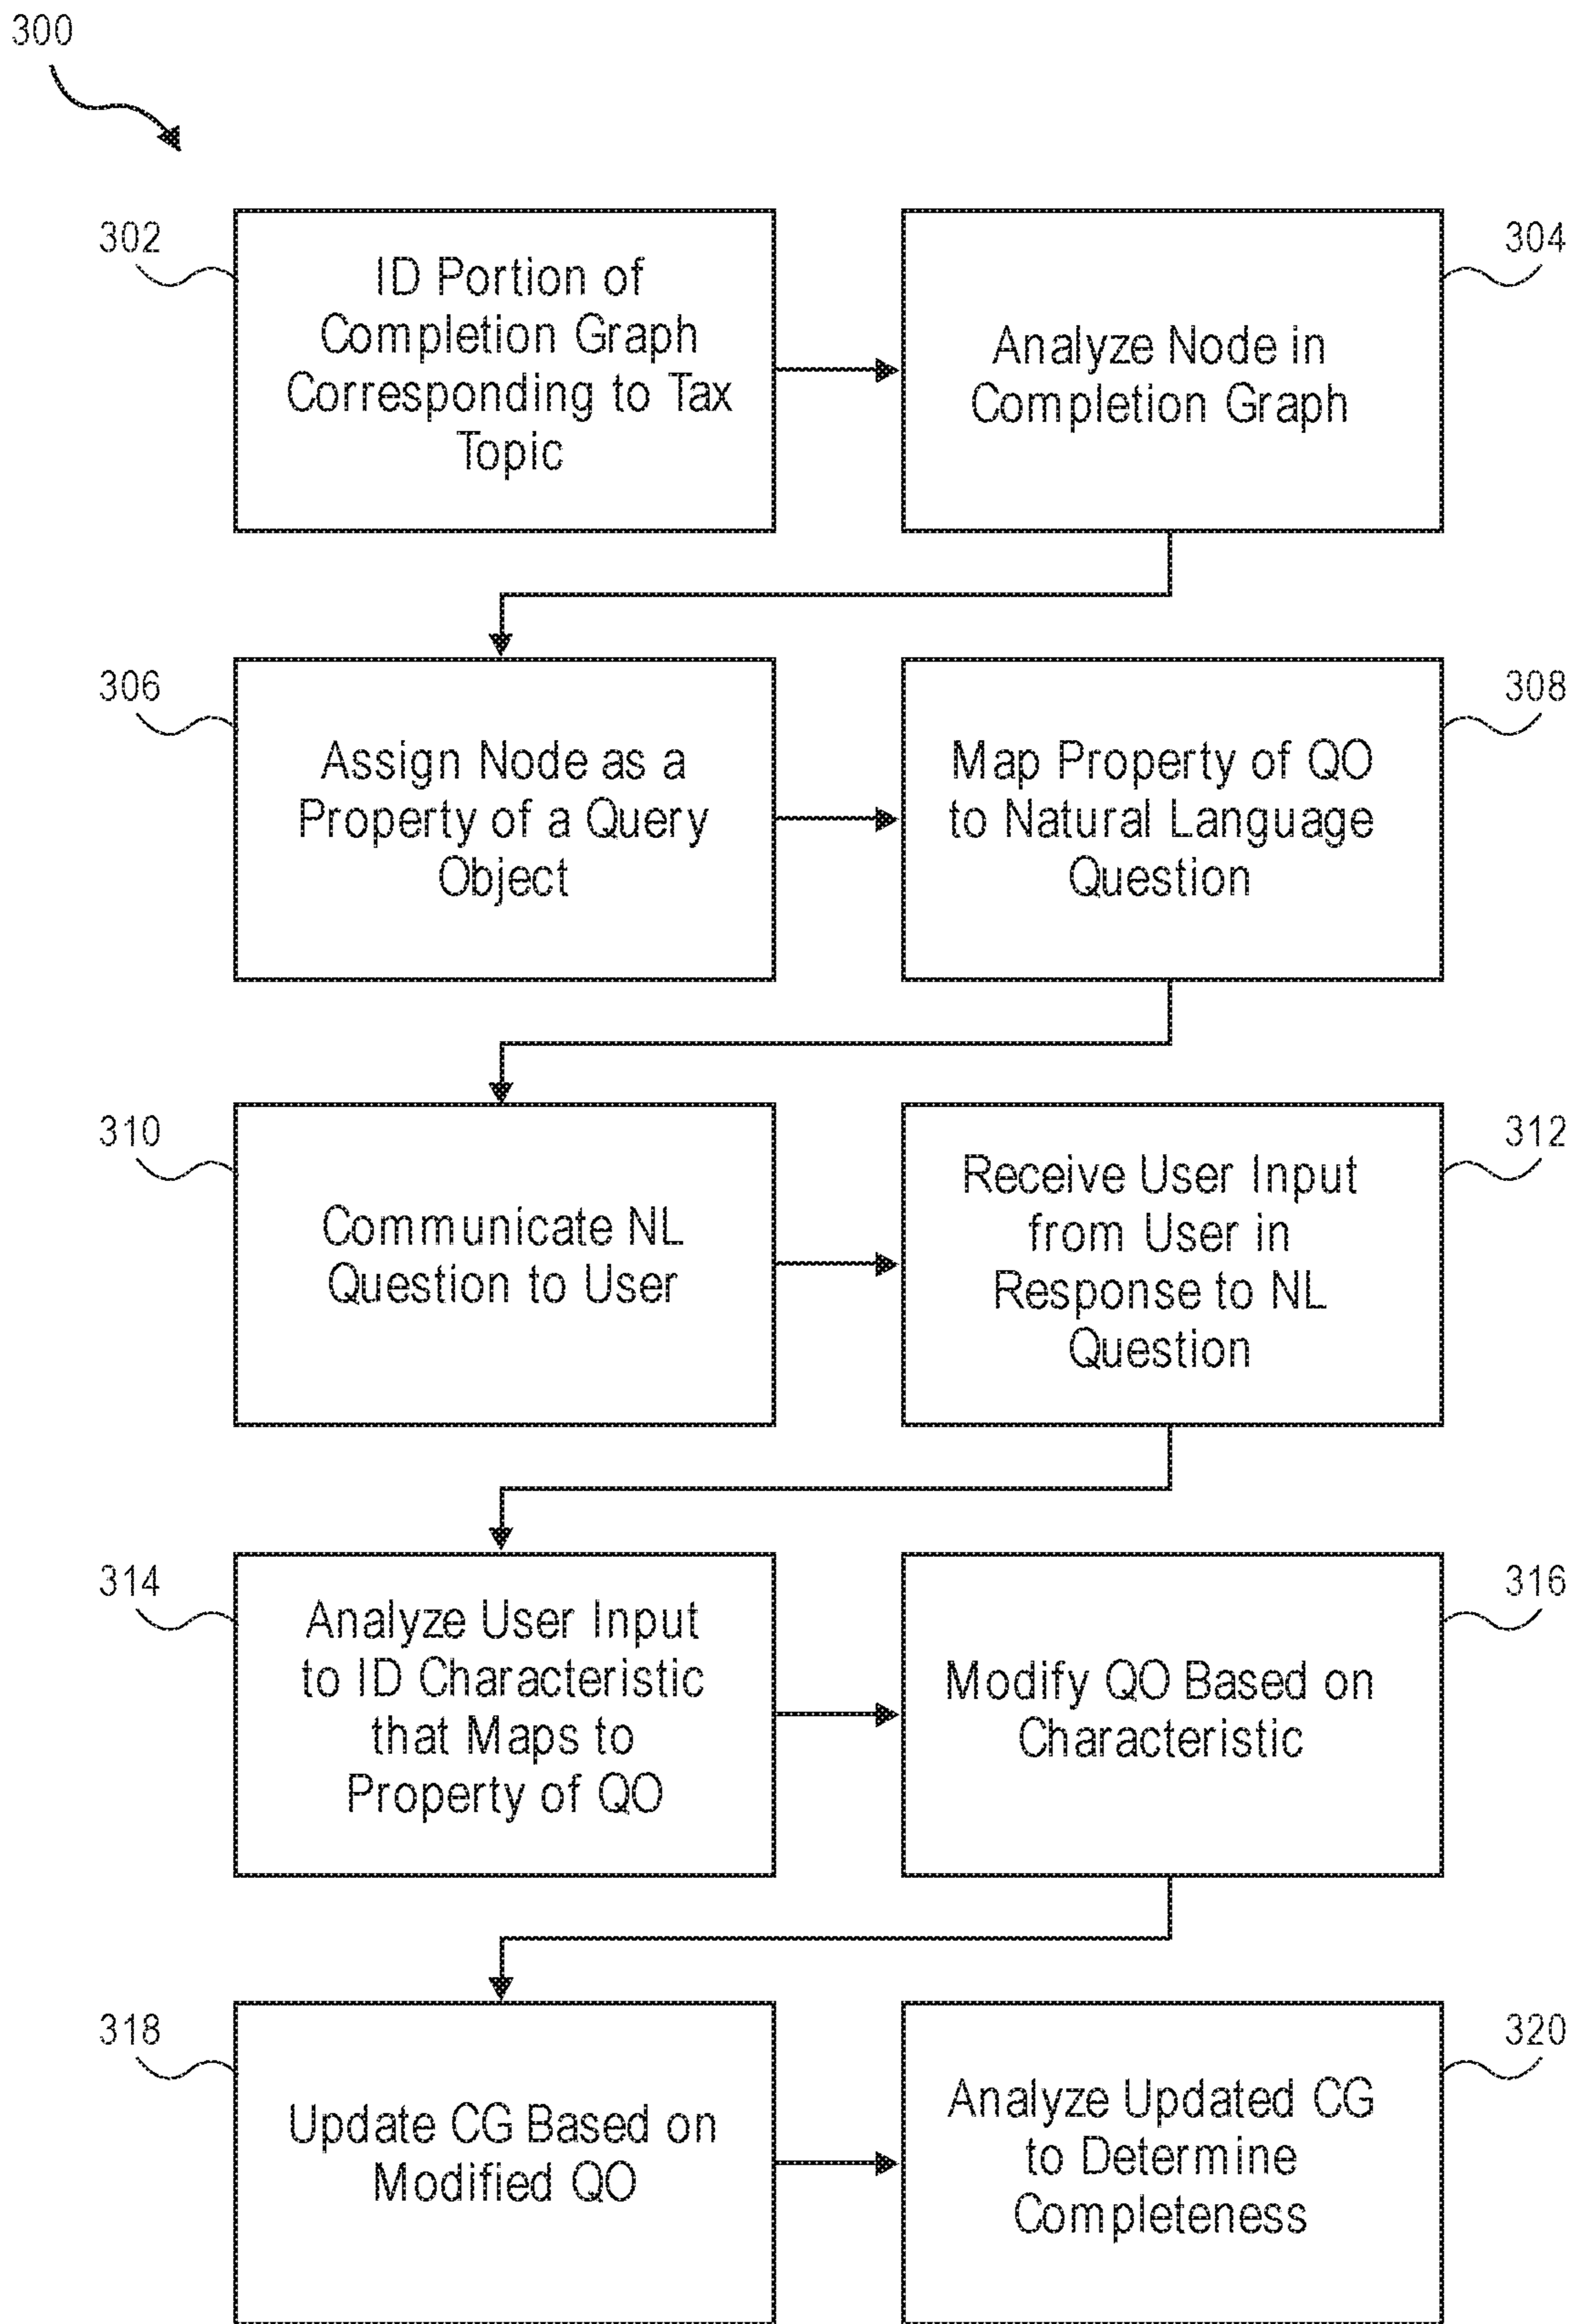 300
302
ID Portion of
Completion Graph
Corresponding to Tax
Topic
304
Analyze Node in
Completion Graph
306
Assign Node as a
Property of a Query
Object
308
Map Property of QO
to Natural Language
Question
310
Communicate NL
Question to User
312
Receive User Input
from User in
Response to NL
Question
314
Analyze User Input
to ID Characteristic
that Maps to
Property of QO
316
Modify QO Based on
Characteristic
318
Update CG Based on
Modified QO
320
Analyze Updated CG
to Determine
Completeness